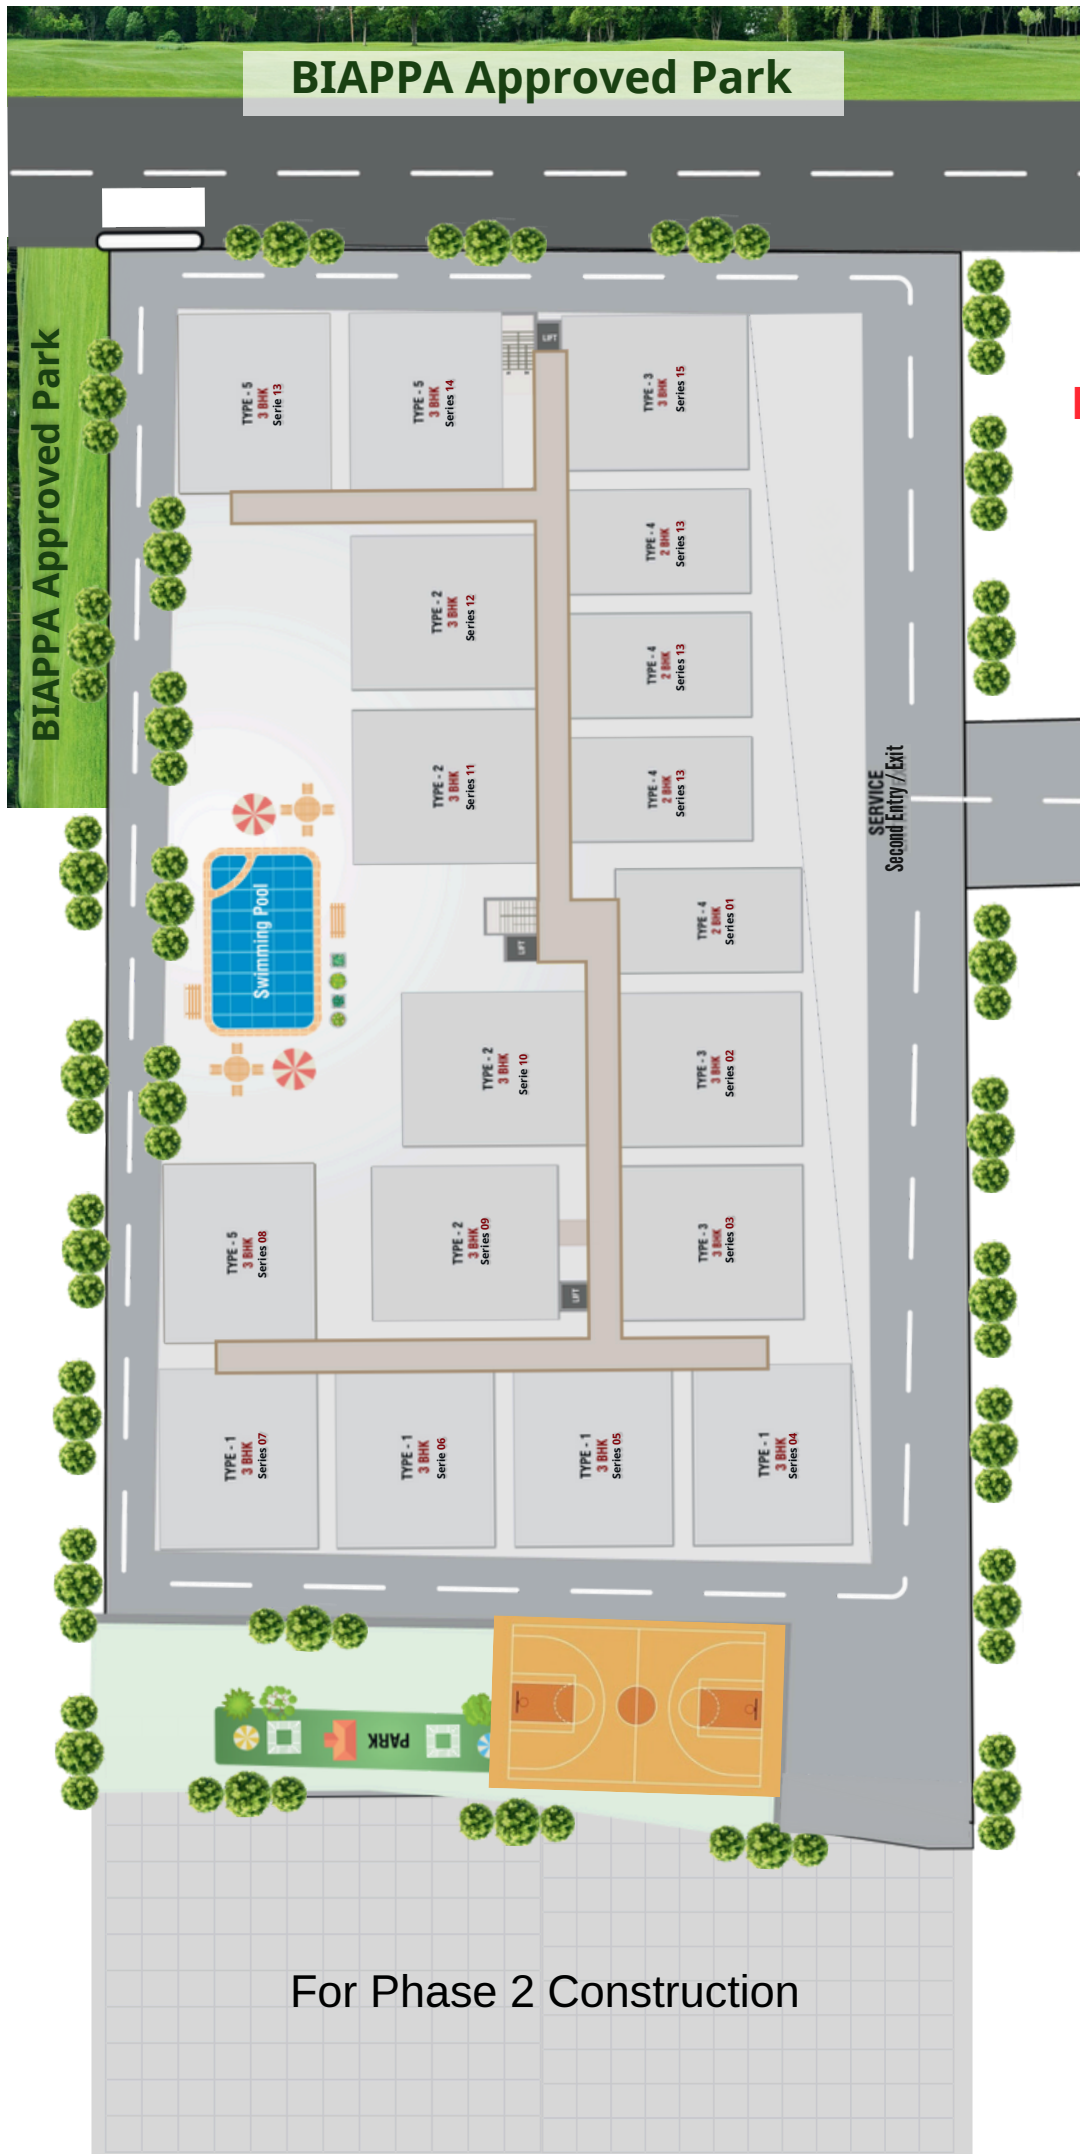 BIAPPA Approved Park
BIAPPA Approved Park
TYPE - 5
3 BHK
Serie 13
TYPE - 5
3 BHK
Series 14
LIFT
TYPE - 3
3 BHK
Series 15
TYPE - 4
2 BHK
Series 13
TYPE - 2
3 BHK
Series 12
TYPE - 4
2 BHK
Series 13
TYPE - 2
3 BHK
Series 11
TYPE - 4
2 BHK
Series 13
SERVICE
Second Entry / Exit
Swimming Pool
LIFT
TYPE - 4
2 BHK
Series 01
TYPE - 2
3 BHK
Serie 10
TYPE - 3
3 BHK
Series 02
TYPE - 5
3 BHK
Series 08
TYPE - 2
3 BHK
Series 09
LIFT
TYPE - 3
3 BHK
Series 03
TYPE - 1
3 BHK
Series 07
TYPE - 1
3 BHK
Serie 06
TYPE - 1
3 BHK
Series 05
TYPE - 1
3 BHK
Series 04
PARK
For Phase 2 Construction